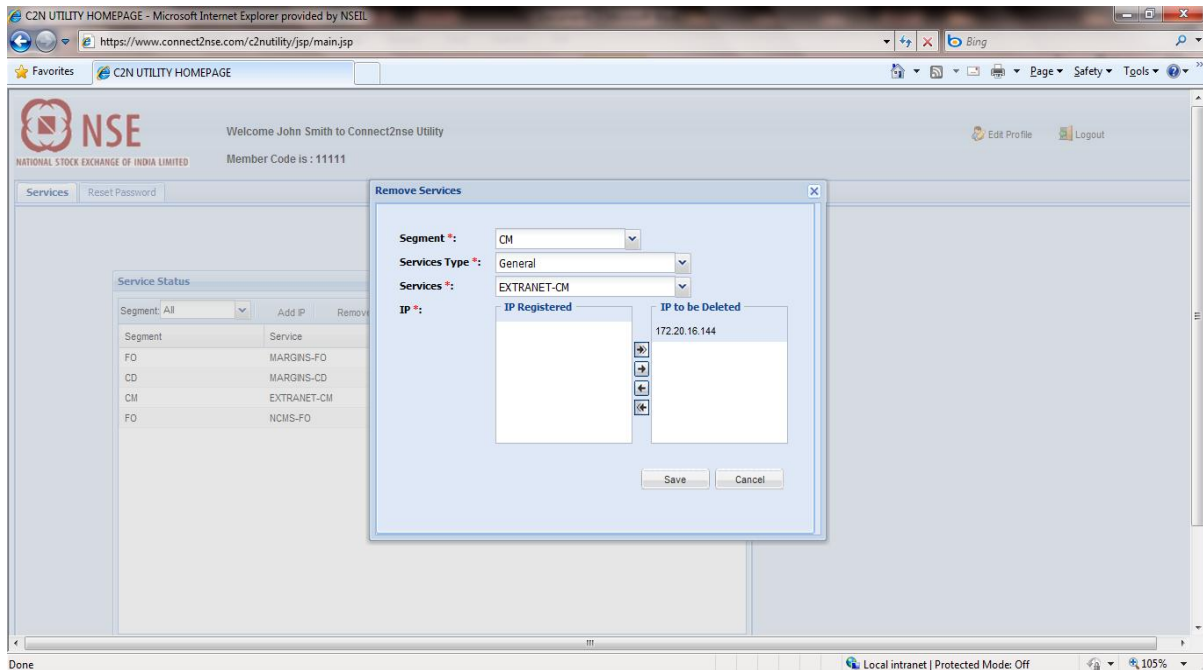 C2N UTILITY HOMEPAGE - Microsoft Internet Explorer provided by NSEIL
https://www.connect2nse.com/c2nutility/jsp/main.jsp
Bing
Favorites
C2N UTILITY HOMEPAGE
Page Safety Tools
NSE
NATIONAL STOCK EXCHANGE OF INDIA LIMITED
Welcome John Smith to Connect2nse Utility
Member Code is : 11111
Edit Profile
Logout
Services
Reset Password
Remove Services
Segment *: CM
Services Type *: General
Services *: EXTRANET-CM
IP *:
IP Registered
IP to be Deleted
172.20.16.144
Save
Cancel
Service Status
Segment: All
Add IP
Remov
Segment Service
FO MARGINS-FO
CD MARGINS-CD
CM EXTRANET-CM
FO NCMS-FO
Done
Local intranet | Protected Mode: Off
105%